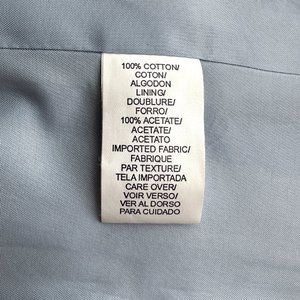 100% COTTON/
COTON/
ALGODON
LINING/
DOUBLURE/
FORRO/
100% ACETATE/
ACETATE/
ACETATO
IMPORTED FABRIC/
FABRIQUE
PAR TEXTURE/
TELA IMPORTADA
CARE OVER/
VOIR VERSO/
VER AL DORSO
PARA CUIDADO